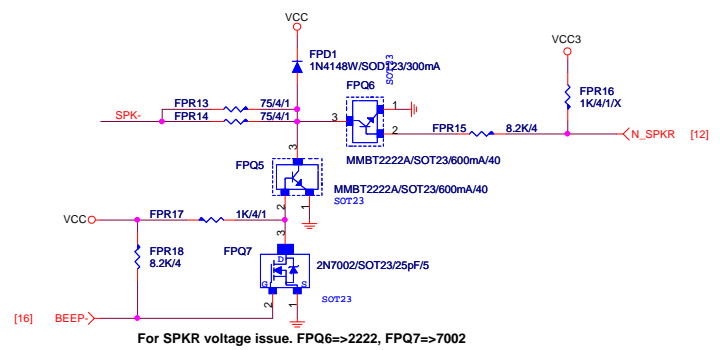 VCC
FPD1
1N4148W/SOD123/300mA
VCC3
FPQ6
SOT23
FPR16
1K/4/1/X
FPR13
75/4/1
SPK-
FPR14
75/4/1
3
1
2
FPR15
8.2K/4
N_SPKR
[12]
MMBT2222A/SOT23/600mA/40
3
FPQ5
MMBT2222A/SOT23/600mA/40
SOT23
2
1
VCC
FPR17
1K/4/1
3
FPR18
8.2K/4
FPQ7
D
2N7002/SOT23/25pF/5
G
S
SOT23
2
1
[16]
BEEP-
For SPKR voltage issue. FPQ6=>2222, FPQ7=>7002